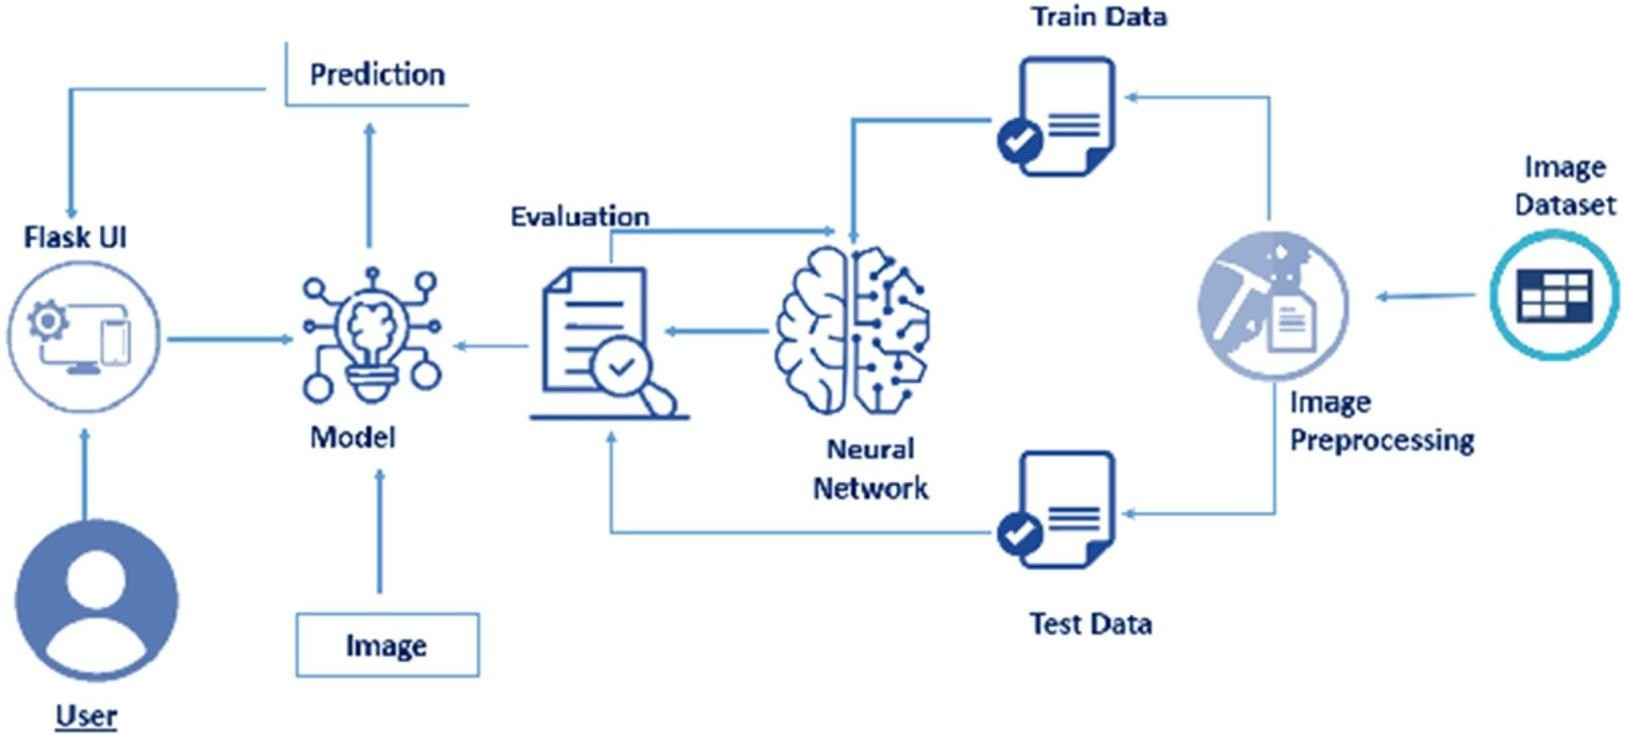 Train Data
Prediction
Image
Dataset
Evaluation
Flask UI
Image
Preprocessing
Model
Neural
Network
Test Data
Image
User